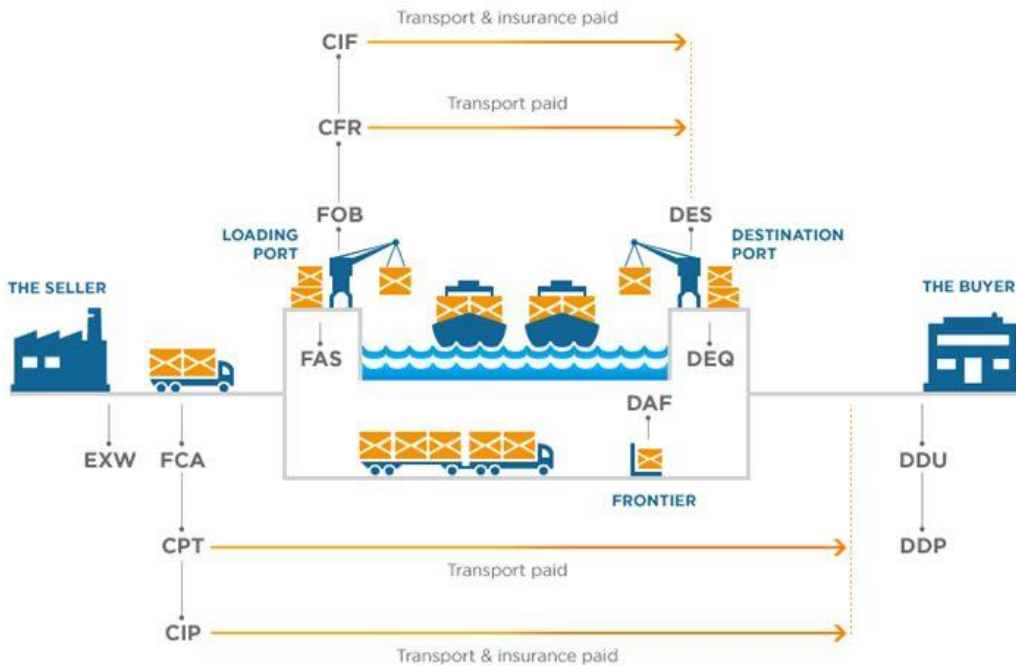 Transport & insurance paid
CIF
Transport paid
CFR
FOB
DES
LOADING
PORT
DESTINATION
PORT
THE SELLER
THE BUYER
FAS
DEQ
DAF
EXW
FCA
DDU
FRONTIER
CPT
DDP
Transport paid
CIP
Transport & insurance paid